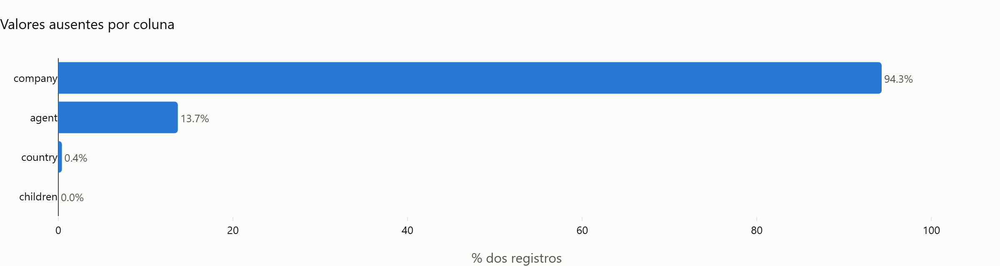 Valores ausentes por coluna
company 94.3%
agent 13.7%
country 0.4%
children 0.0%
0 20 40 60 80 100
% dos registros